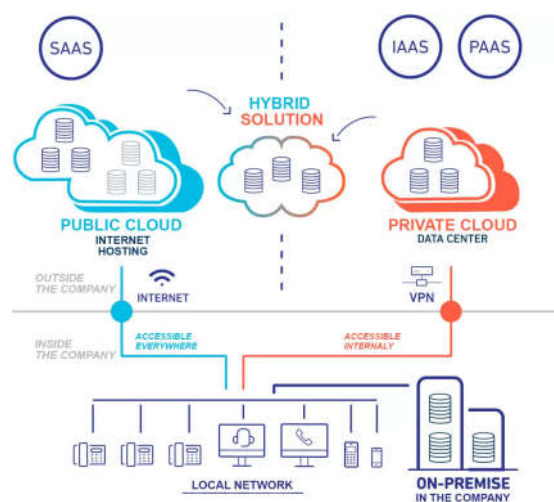 SAAS
IAAS
PAAS
HYBRID
SOLUTION
PUBLIC CLOUD
INTERNET
HOSTING
PRIVATE CLOUD
DATA CENTER
OUTSIDE
THE COMPANY
INTERNET
VPN
INSIDE
THE COMPANY
ACCESSIBLE
EVERYWHERE
ACCESSIBLE
INTERNALY
LOCAL NETWORK
ON-PREMISE
IN THE COMPANY